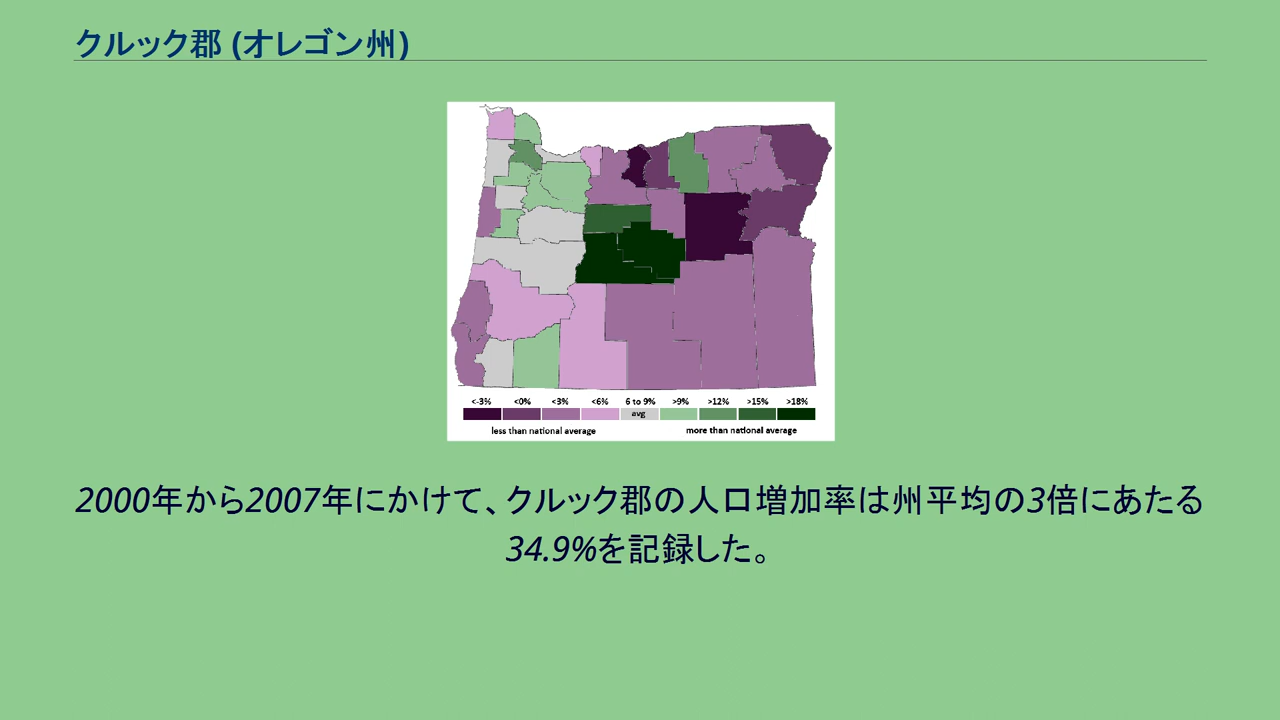 クルック郡 (オレゴン州)
<-3% <0% <3% <6% 6 to 9% >9% >12% >15% >18%
avg
less than national average more than national average
2000年から2007年にかけて、クルック郡の人口増加率は州平均の3倍にあたる
34.9%を記録した。